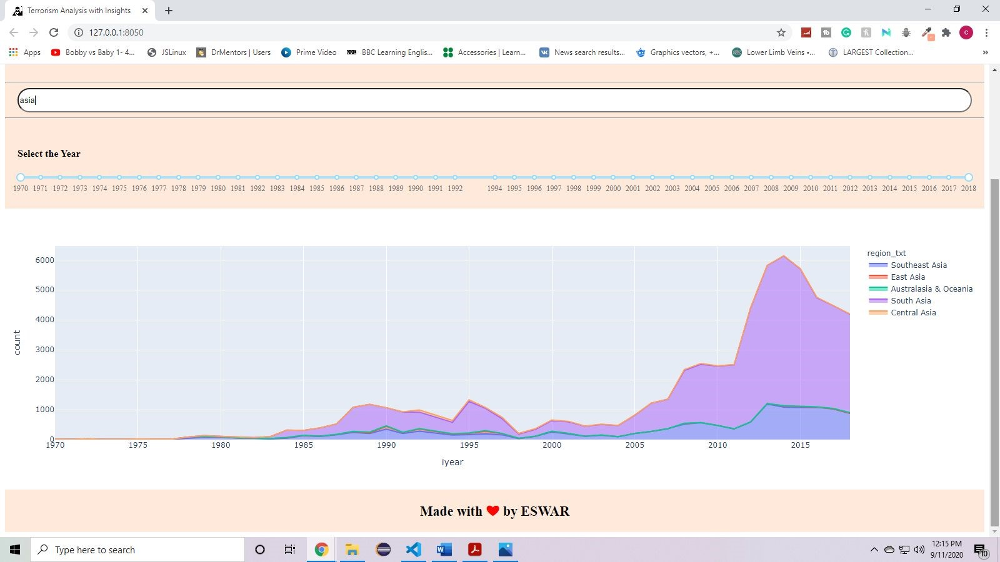 Terrorism Analysis with Insights
127.0.0.1:8050
Apps Bobby vs Baby 1- 4... JSLinux DrMentors | Users Prime Video BBC BBC Learning Englis... Accessories | Learn... News search results... Graphics vectors, +... Lower Limb Veins •... LARGEST Collection... »
asia
Select the Year
1970 1971 1972 1973 1974 1975 1976 1977 1978 1979 1980 1981 1982 1983 1984 1985 1986 1987 1988 1989 1990 1991 1992 1994 1995 1996 1997 1998 1999 2000 2001 2002 2003 2004 2005 2006 2007 2008 2009 2010 2011 2012 2013 2014 2015 2016 2017 2018
region_txt
Southeast Asia
East Asia
Australasia & Oceania
South Asia
Central Asia
6000
5000
4000
3000
2000
1000
0
count
1970 1975 1980 1985 1990 1995 2000 2005 2010 2015
iyear
Made with ❤ by ESWAR
Type here to search
12:15 PM
9/11/2020
10